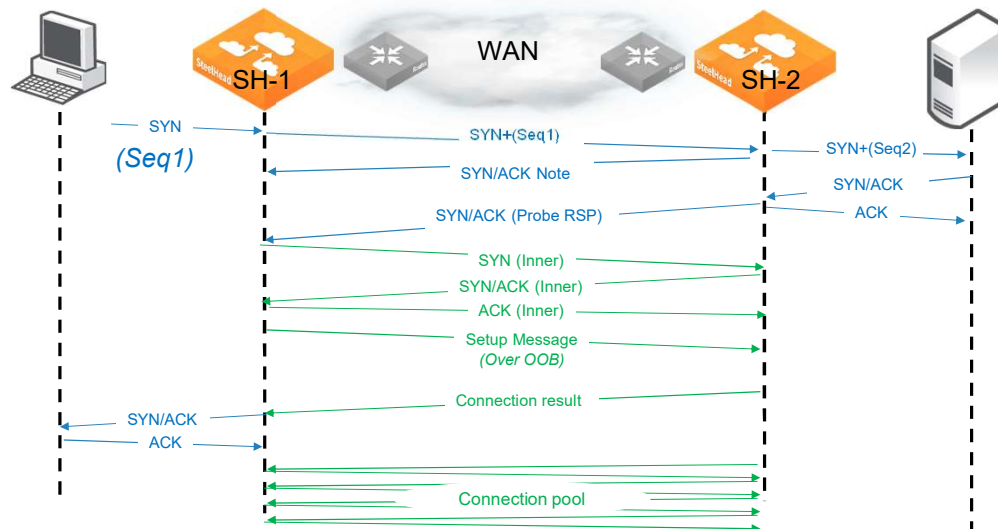 WAN
SteelHead
SH-1
SteelHead
SH-2
SYN
(Seq1)
SYN+(Seq1)
SYN+(Seq2)
SYN/ACK Note
SYN/ACK
ACK
SYN/ACK (Probe RSP)
SYN (Inner)
SYN/ACK (Inner)
ACK (Inner)
Setup Message
(Over OOB)
Connection result
SYN/ACK
ACK
Connection pool